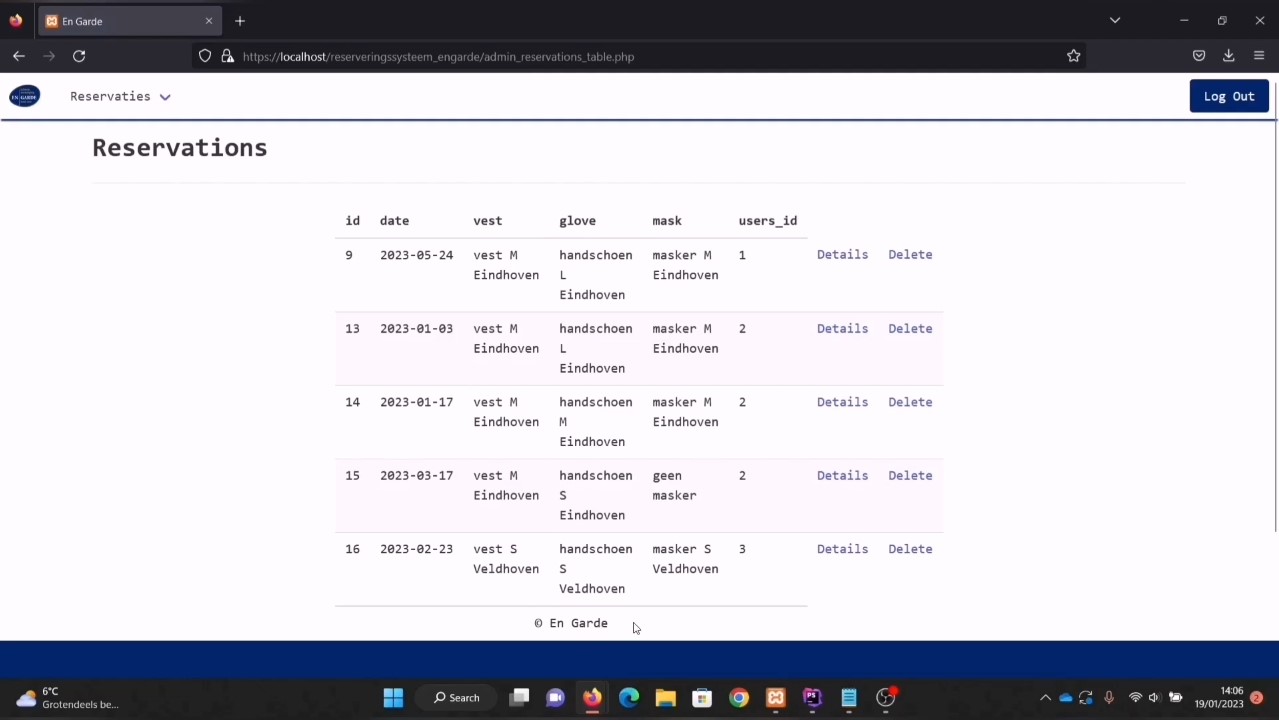 En Garde
https://localhost/reserveringssysteem_engarde/admin_reservations_table.php
EN GARDE
Reservaties
Log Out
Reservations
id date vest glove mask users_id
9 2023-05-24 vest M handschoen masker M 1 Details Delete
Eindhoven L Eindhoven
Eindhoven
13 2023-01-03 vest M handschoen masker M 2 Details Delete
Eindhoven L Eindhoven
Eindhoven
14 2023-01-17 vest M handschoen masker M 2 Details Delete
Eindhoven M Eindhoven
Eindhoven
15 2023-03-17 vest M handschoen geen 2 Details Delete
Eindhoven S masker
Eindhoven
16 2023-02-23 vest S handschoen masker S 3 Details Delete
Veldhoven S Veldhoven
Veldhoven
© En Garde
6°C
Grotendeels be...
Search
PS
14:06
19/01/2023
2